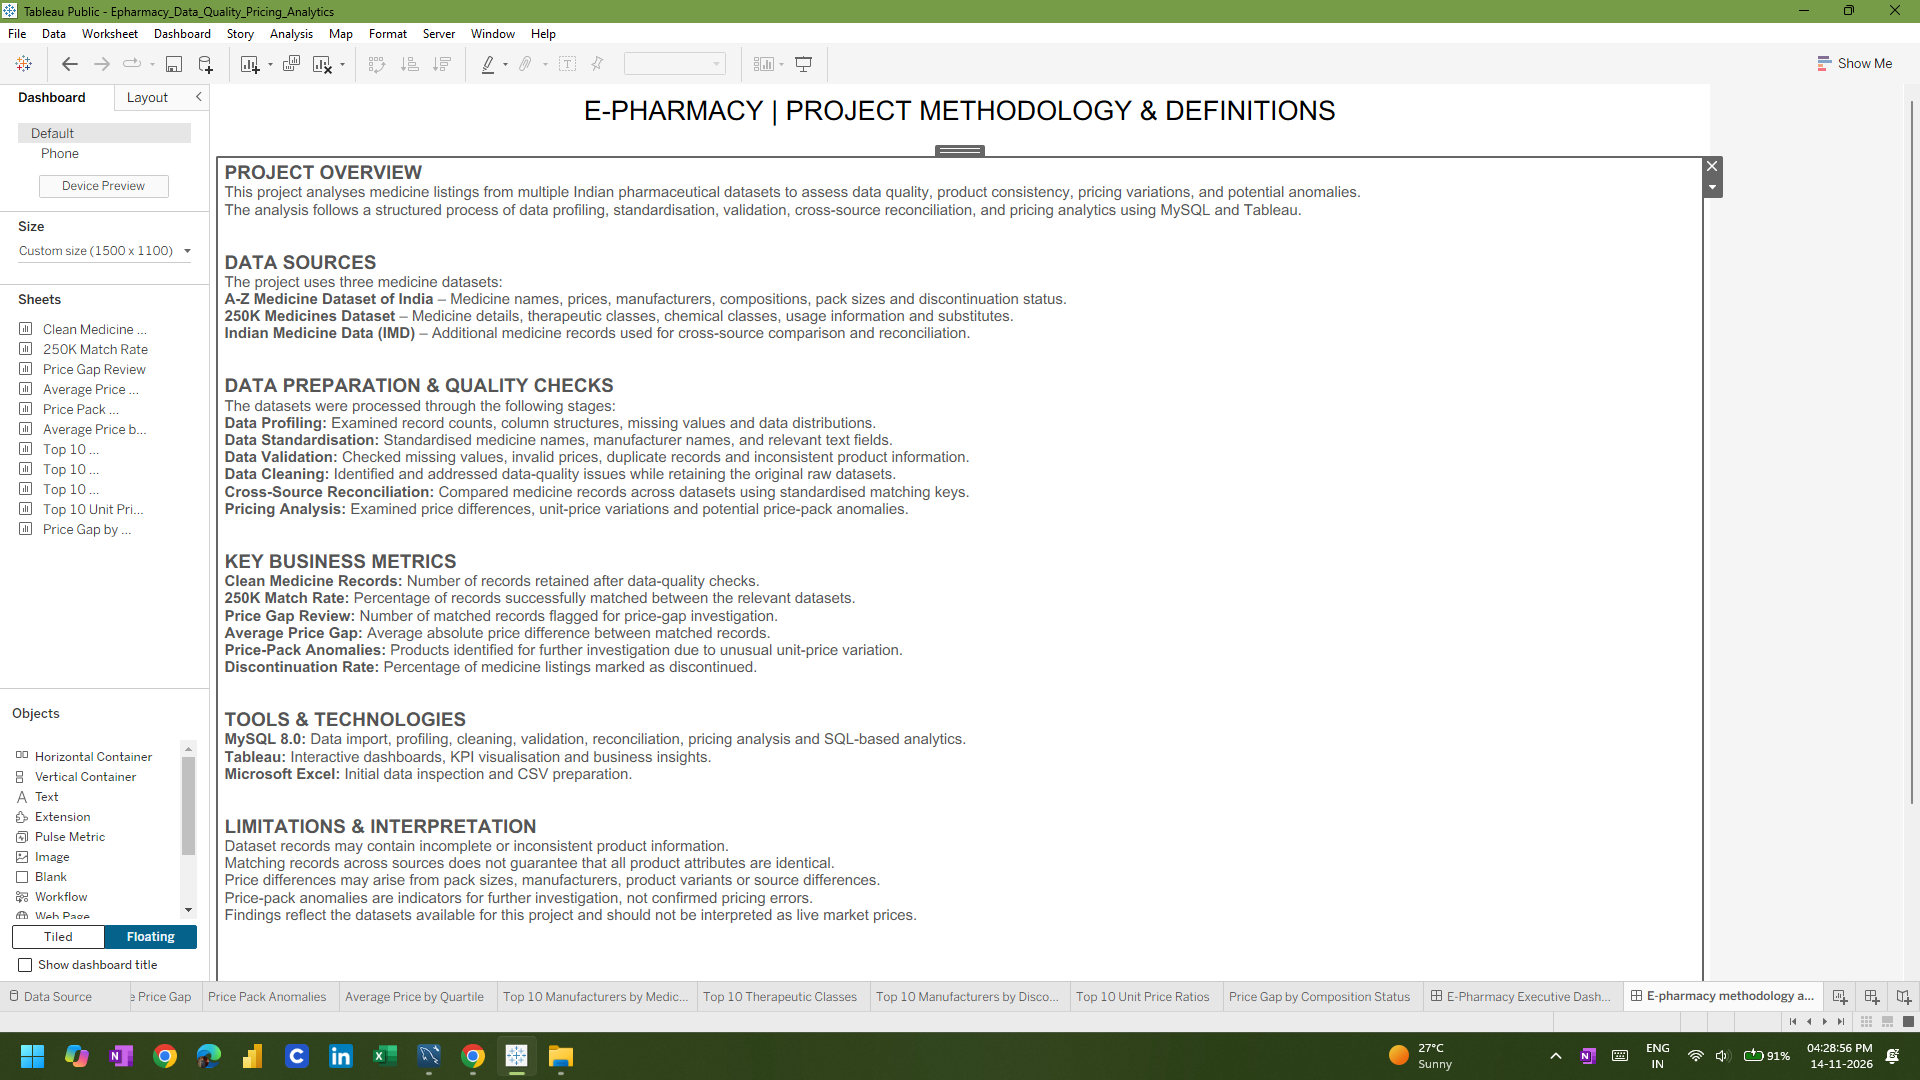 Tableau Public - Epharmacy_Data_Quality_Pricing_Analytics
File Data Worksheet Dashboard Story Analysis Map Format Server Window Help
Show Me
Dashboard Layout
Default
Phone
Device Preview
Size
Custom size (1500 x 1100)
Sheets
Clean Medicine ...
250K Match Rate
Price Gap Review
Average Price ...
Price Pack ...
Average Price b...
Top 10 ...
Top 10 ...
Top 10 ...
Top 10 Unit Pri...
Price Gap by ...
Objects
Horizontal Container
Vertical Container
Text
Extension
Pulse Metric
Image
Blank
Workflow
Web Page
Tiled Floating
Show dashboard title
E-PHARMACY | PROJECT METHODOLOGY & DEFINITIONS
PROJECT OVERVIEW
This project analyses medicine listings from multiple Indian pharmaceutical datasets to assess data quality, product consistency, pricing variations, and potential anomalies.
The analysis follows a structured process of data profiling, standardisation, validation, cross-source reconciliation, and pricing analytics using MySQL and Tableau.
DATA SOURCES
The project uses three medicine datasets:
A-Z Medicine Dataset of India – Medicine names, prices, manufacturers, compositions, pack sizes and discontinuation status.
250K Medicines Dataset – Medicine details, therapeutic classes, chemical classes, usage information and substitutes.
Indian Medicine Data (IMD) – Additional medicine records used for cross-source comparison and reconciliation.
DATA PREPARATION & QUALITY CHECKS
The datasets were processed through the following stages:
Data Profiling: Examined record counts, column structures, missing values and data distributions.
Data Standardisation: Standardised medicine names, manufacturer names, and relevant text fields.
Data Validation: Checked missing values, invalid prices, duplicate records and inconsistent product information.
Data Cleaning: Identified and addressed data-quality issues while retaining the original raw datasets.
Cross-Source Reconciliation: Compared medicine records across datasets using standardised matching keys.
Pricing Analysis: Examined price differences, unit-price variations and potential price-pack anomalies.
KEY BUSINESS METRICS
Clean Medicine Records: Number of records retained after data-quality checks.
250K Match Rate: Percentage of records successfully matched between the relevant datasets.
Price Gap Review: Number of matched records flagged for price-gap investigation.
Average Price Gap: Average absolute price difference between matched records.
Price-Pack Anomalies: Products identified for further investigation due to unusual unit-price variation.
Discontinuation Rate: Percentage of medicine listings marked as discontinued.
TOOLS & TECHNOLOGIES
MySQL 8.0: Data import, profiling, cleaning, validation, reconciliation, pricing analysis and SQL-based analytics.
Tableau: Interactive dashboards, KPI visualisation and business insights.
Microsoft Excel: Initial data inspection and CSV preparation.
LIMITATIONS & INTERPRETATION
Dataset records may contain incomplete or inconsistent product information.
Matching records across sources does not guarantee that all product attributes are identical.
Price differences may arise from pack sizes, manufacturers, product variants or source differences.
Price-pack anomalies are indicators for further investigation, not confirmed pricing errors.
Findings reflect the datasets available for this project and should not be interpreted as live market prices.
Data Source e Price Gap Price Pack Anomalies Average Price by Quartile Top 10 Manufacturers by Medic... Top 10 Therapeutic Classes Top 10 Manufacturers by Disco... Top 10 Unit Price Ratios Price Gap by Composition Status E-Pharmacy Executive Dash... E-pharmacy methodology a...
27°C
Sunny
ENG
IN
91%
04:28:56 PM
14-11-2026